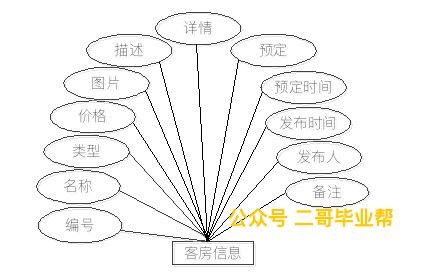 详情
描述
预定
图片
预定时间
价格
发布时间
类型
发布人
名称
备注
编号
公众号 二哥毕业帮
客房信息